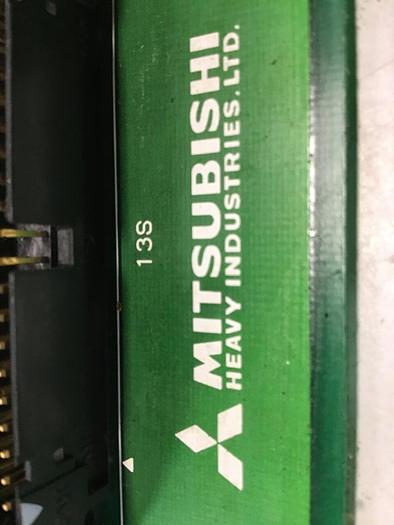 13S
MITSUBISHI
HEAVY INDUSTRIES, LTD.